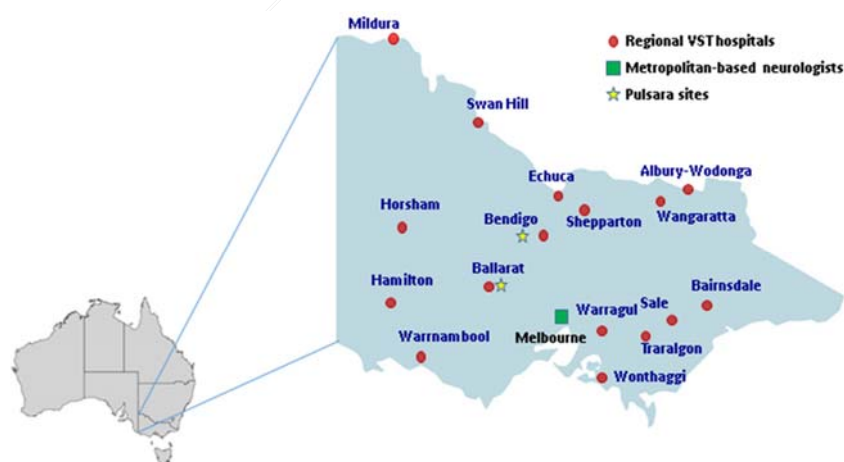 Mildura
Regional VST hospitals
Metropolitan-based neurologists
Pulsara sites
Swan Hill
Echuca
Albury-Wodonga
Horsham
Bendigo
Shepparton
Wangaratta
Ballarat
Hamilton
Bairnsdale
Sale
Warragul
Melbourne
Warrnambool
Traralgon
Wonthaggi